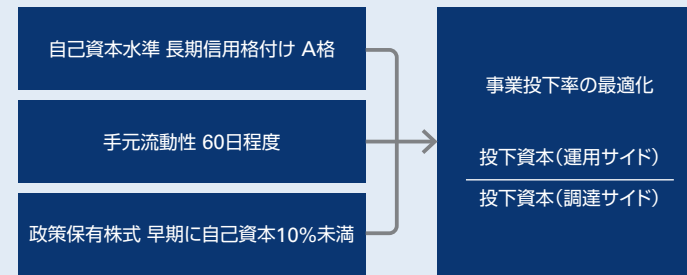 自己資本水準 長期信用格付け A格
手元流動性 60日程度
政策保有株式 早期に自己資本10%未満
事業投下率の最適化
投下資本（運用サイド）
投下資本（調達サイド）